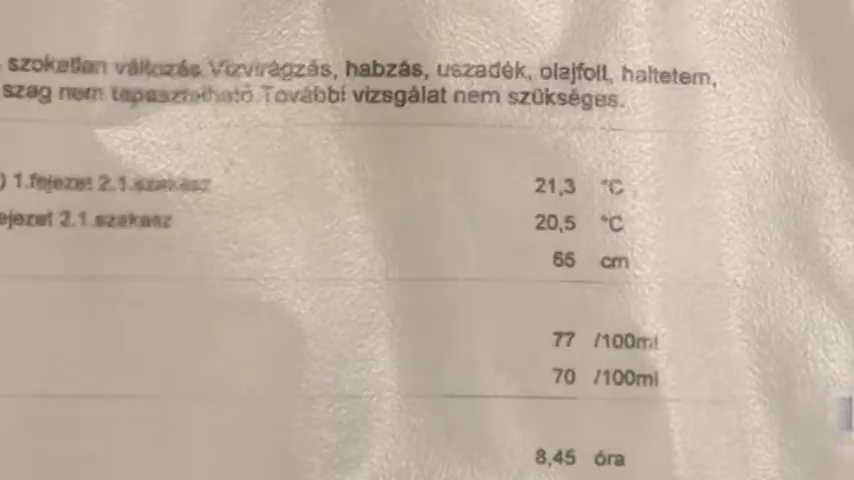 szokatlan változás Vízvirágzás, habzás, uszadék, olajfolt, haltetem,
szag nem tapasztalható További vizsgálat nem szükséges.
) 1.fejezet 2.1.szakasz 21,3 °C
ejezet 2.1.szakasz 20,5 °C
65 cm
77 /100ml
70 /100ml
8,45 óra